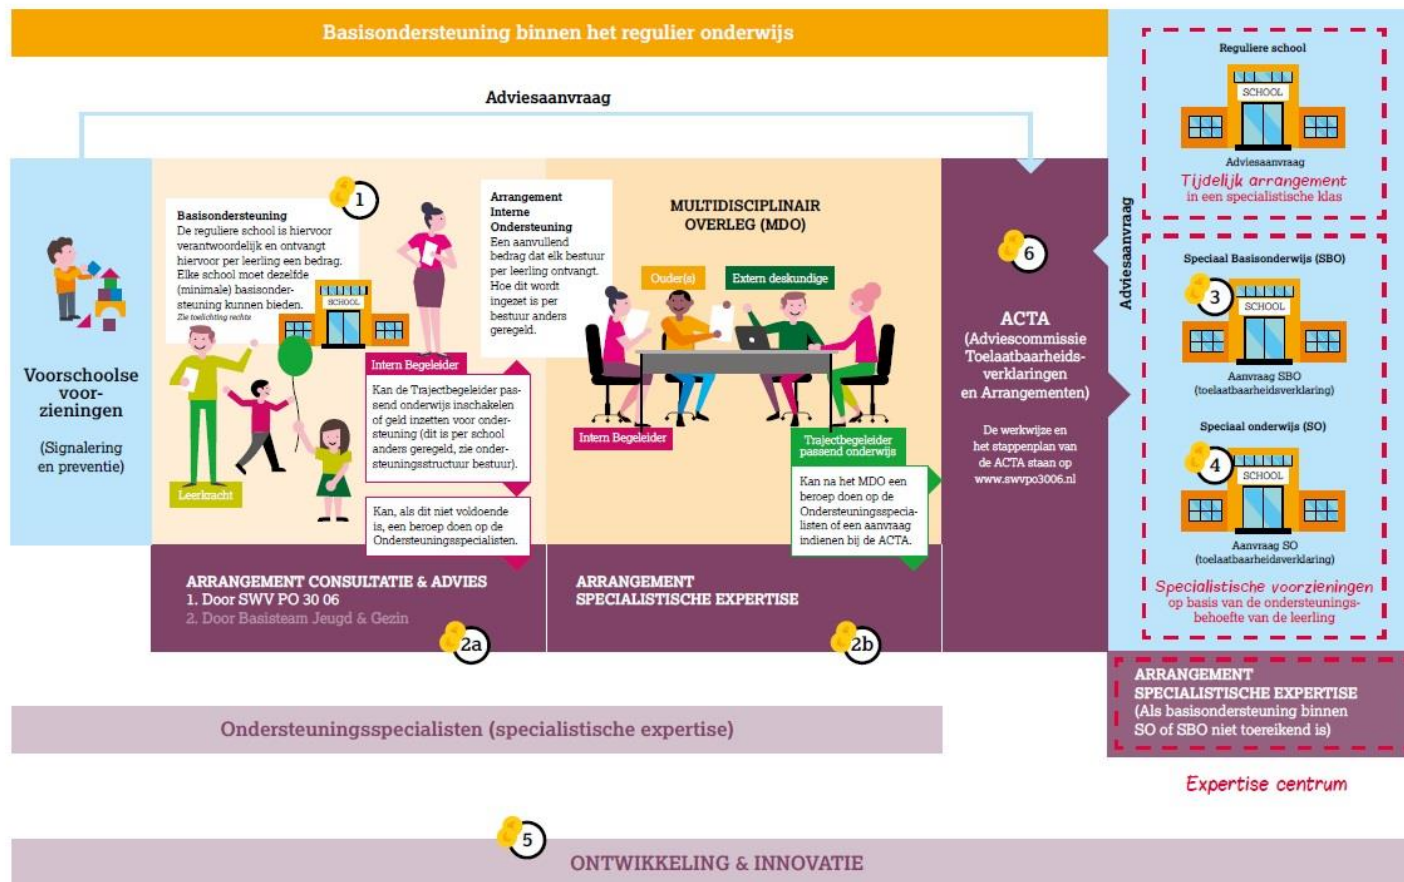 Basisondersteuning binnen het regulier onderwijs
Adviesaanvraag
Voorschoolse
voor-
zieningen
(Signalering
en preventie)
1
Basisondersteuning
De reguliere school is hiervoor
verantwoordelijk en ontvangt
hiervoor per leerling een bedrag.
Elke school moet dezelfde
(minimale) basisonder-
steuning kunnen bieden.
Zie toelichting rechts
SCHOOL
Leerkracht
Intern Begeleider
Kan de Trajectbegeleider pas-
send onderwijs inschakelen
of geld inzetten voor onder-
steuning (dit is per school
anders geregeld, zie onder-
steuningsstructuur bestuur).
Kan, als dit niet voldoende
is, een beroep doen op de
Ondersteuningsspecialisten.
Arrangement
Interne
Ondersteuning
Een aanvullend
bedrag dat elk bestuur
per leerling ontvangt.
Hoe dit wordt
ingezet is per
bestuur anders
geregeld.
MULTIDISCIPLINAIR
OVERLEG (MDO)
Ouder(s)
Extern deskundige
Intern Begeleider
Trajectbegeleider
passend onderwijs
Kan na het MDO een
beroep doen op de
Ondersteuningsspecia-
listen of een aanvraag
indienen bij de ACTA.
ARRANGEMENT CONSULTATIE & ADVIES
1. Door SWV PO 30 06
2. Door Basisteam Jeugd & Gezin
2a
ARRANGEMENT
SPECIALISTISCHE EXPERTISE
2b
6
ACTA
(Adviescommissie
Toelaatbaarheids-
verklaringen
en Arrangementen)
De werkwijze en
het stappenplan van
de ACTA staan op
www.swvpo3006.nl
Adviesaanvraag
Reguliere school
SCHOOL
Adviesaanvraag
Tijdelijk arrangement
in een specialistische klas
Speciaal Basisonderwijs (SBO)
3
SCHOOL
Aanvraag SBO
(toelaatbaarheidsverklaring)
Speciaal onderwijs (SO)
4
SCHOOL
Aanvraag SO
(toelaatbaarheidsverklaring)
Specialistische voorzieningen
op basis van de ondersteunings-
behoefte van de leerling
ARRANGEMENT
SPECIALISTISCHE EXPERTISE
(Als basisondersteuning binnen
SO of SBO niet toereikend is)
Expertise centrum
Ondersteuningsspecialisten (specialistische expertise)
5
ONTWIKKELING & INNOVATIE